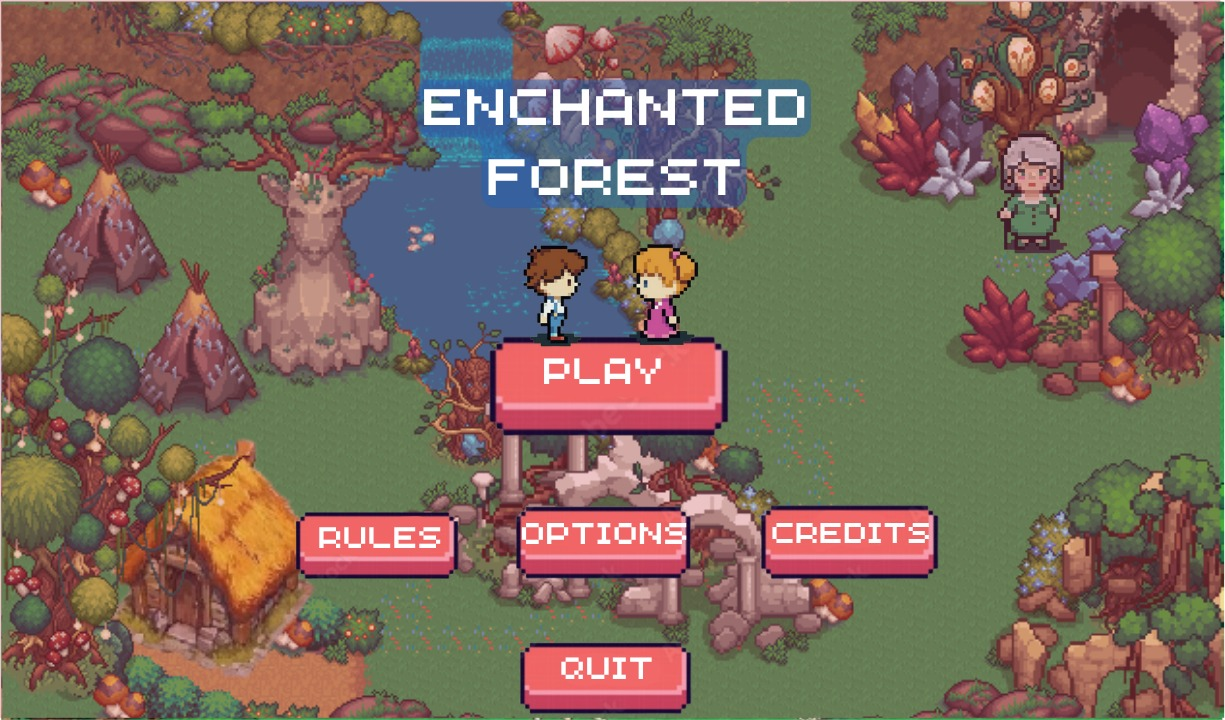 ENCHANTED
FOREST
PLAY
RULES
OPTIONS
CREDITS
QUIT